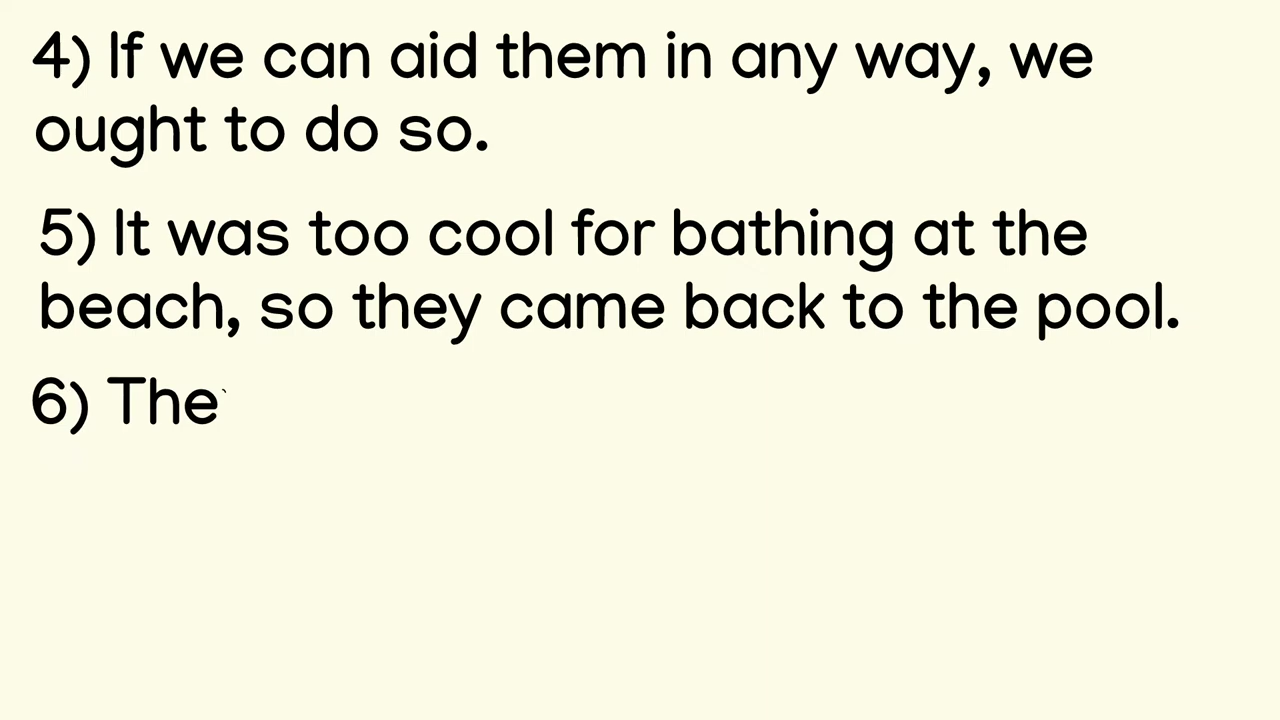 4) If we can aid them in any way, we
ought to do so.
5) It was too cool for bathing at the
beach, so they came back to the pool.
6) The